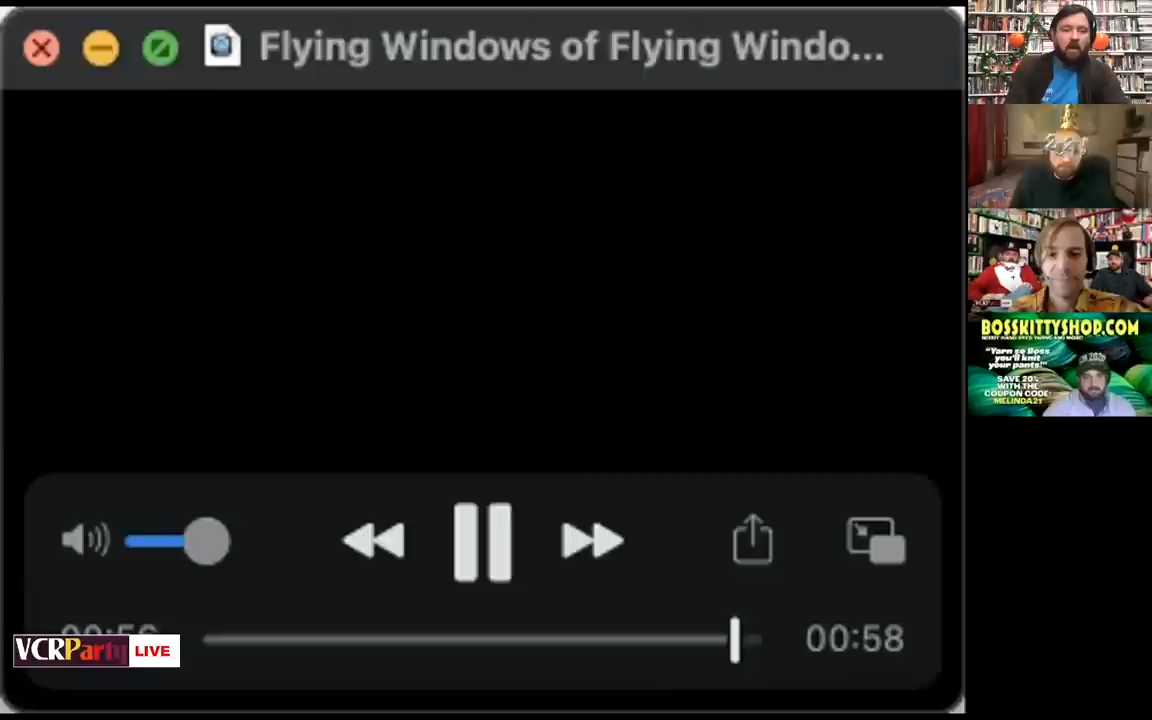 Flying Windows of Flying Windo...
BOSSKITTYSHOP.COM
"Yarn so Boss
you'll knit
your pants!"
SAVE 20%
WITH THE
COUPON CODE:
MELINDA21
00:58
VCRParty LIVE